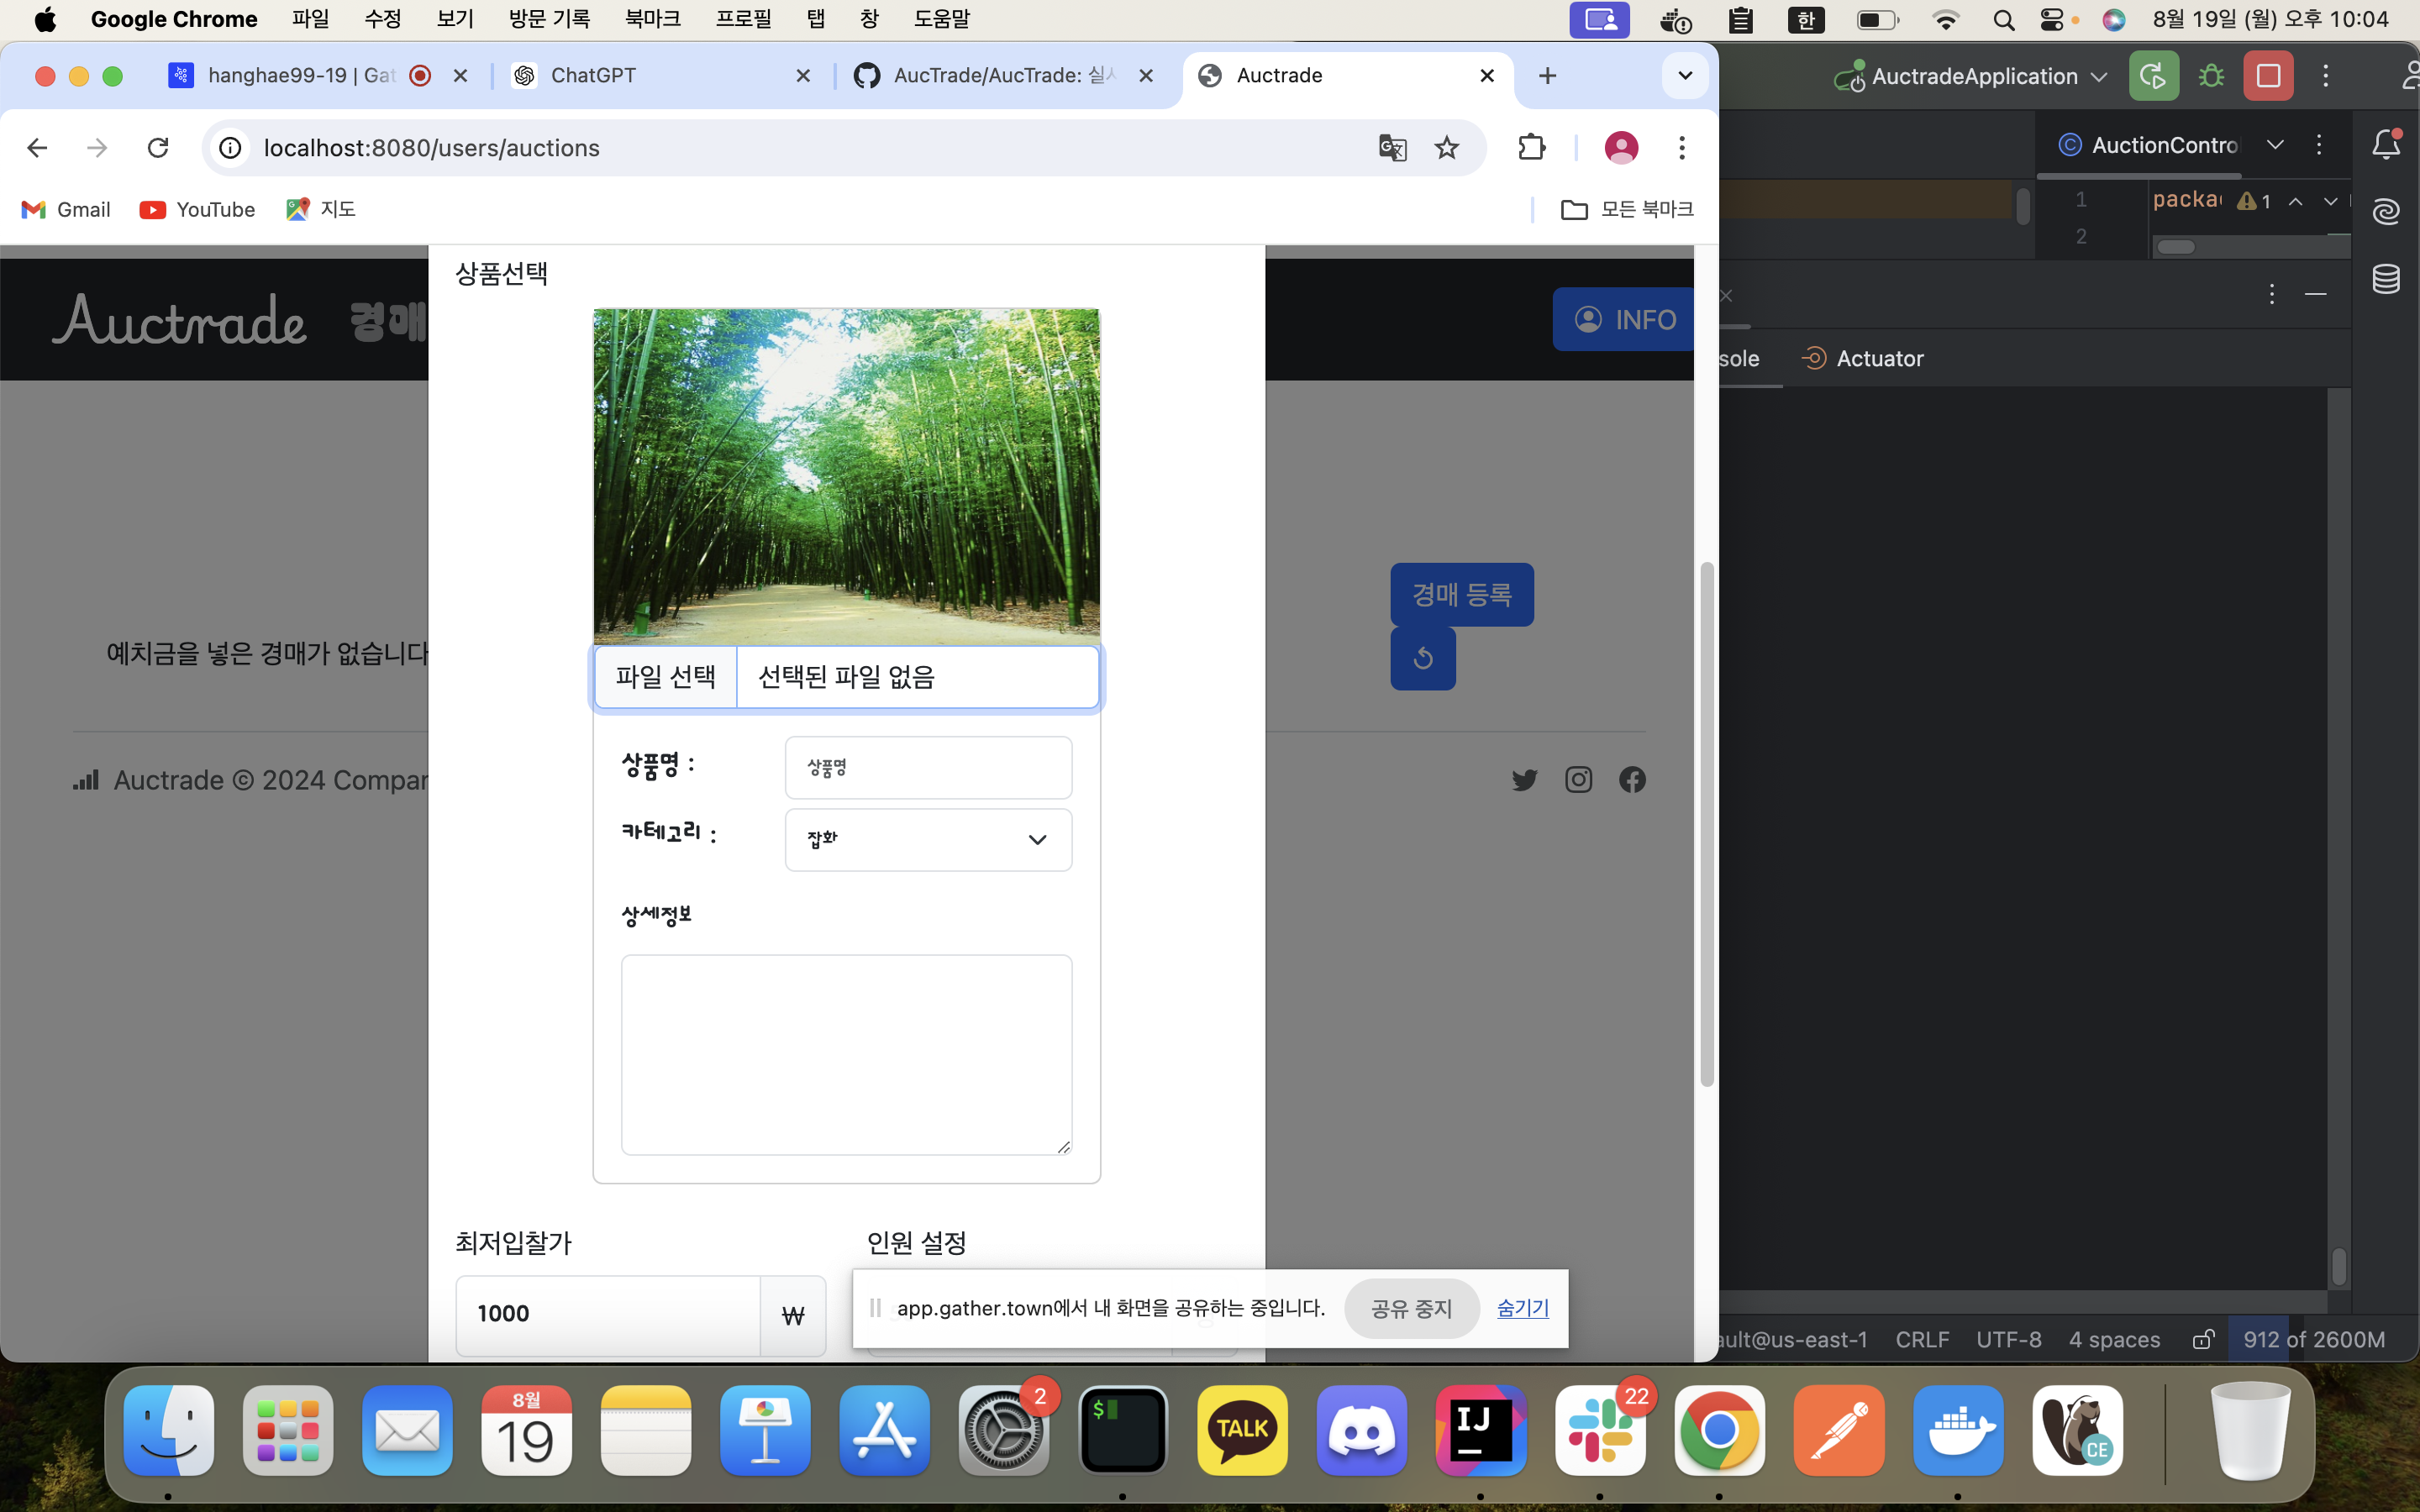 Google Chrome 파일 수정 보기 방문 기록 북마크 프로필 탭 창 도움말 한 8월 19일 (월) 오후 10:04
hanghae99-19 | Gat ChatGPT AucTrade/AucTrade: 실시 Auctrade
AuctradeApplication
localhost:8080/users/auctions
AuctionContro
Gmail YouTube 지도 모든 북마크
1 packa 1
2
상품선택
Auctrade 경매
INFO
sole Actuator
경매 등록
예치금을 넣은 경매가 없습니다
파일 선택 선택된 파일 없음
상품명 : 상품명
카테고리 : 잡화
상세정보
Auctrade © 2024 Compan
최저입찰가 인원 설정
1000 ₩
app.gather.town에서 내 화면을 공유하는 중입니다. 공유 중지 숨기기
ault@us-east-1 CRLF UTF-8 4 spaces 912 of 2600M
8월
19
2
$
TALK
IJ
22
CE